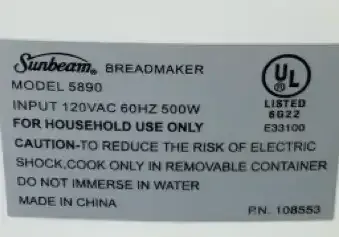 Sunbeam® BREADMAKER
MODEL 5890
INPUT 120VAC 60HZ 500W
FOR HOUSEHOLD USE ONLY
CAUTION-TO REDUCE THE RISK OF ELECTRIC
SHOCK,COOK ONLY IN REMOVABLE CONTAINER
DO NOT IMMERSE IN WATER
MADE IN CHINA
UL
LISTED
6G22
E33100
P.N. 108553